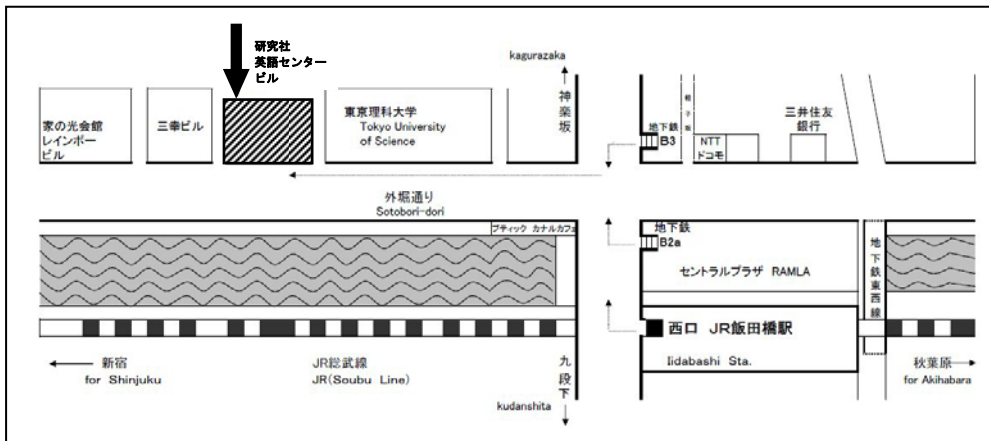 研究社
英語センター
ビル
kagurazaka
神楽坂
家の光会館
レインボー
ビル
三幸ビル
東京理科大学
Tokyo University
of Science
地下鉄
B3
NTT
ドコモ
三井住友
銀行
外堀通り
Sotobori-dori
ブティック カナルカフェ
地下鉄
B2a
セントラルプラザ RAMLA
地下鉄東西線
西口 JR飯田橋駅
Iidabashi Sta.
新宿
for Shinjuku
JR総武線
JR(Soubu Line)
九段下
kudanshita
秋葉原
for Akihabara